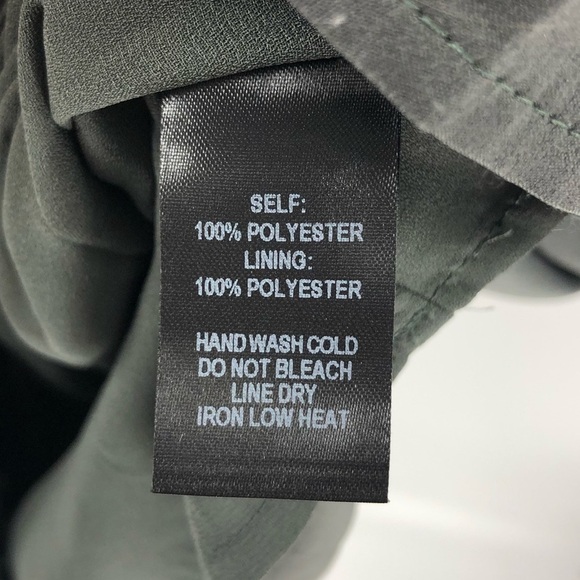 SELF:
100% POLYESTER
LINING:
100% POLYESTER
HAND WASH COLD
DO NOT BLEACH
LINE DRY
IRON LOW HEAT